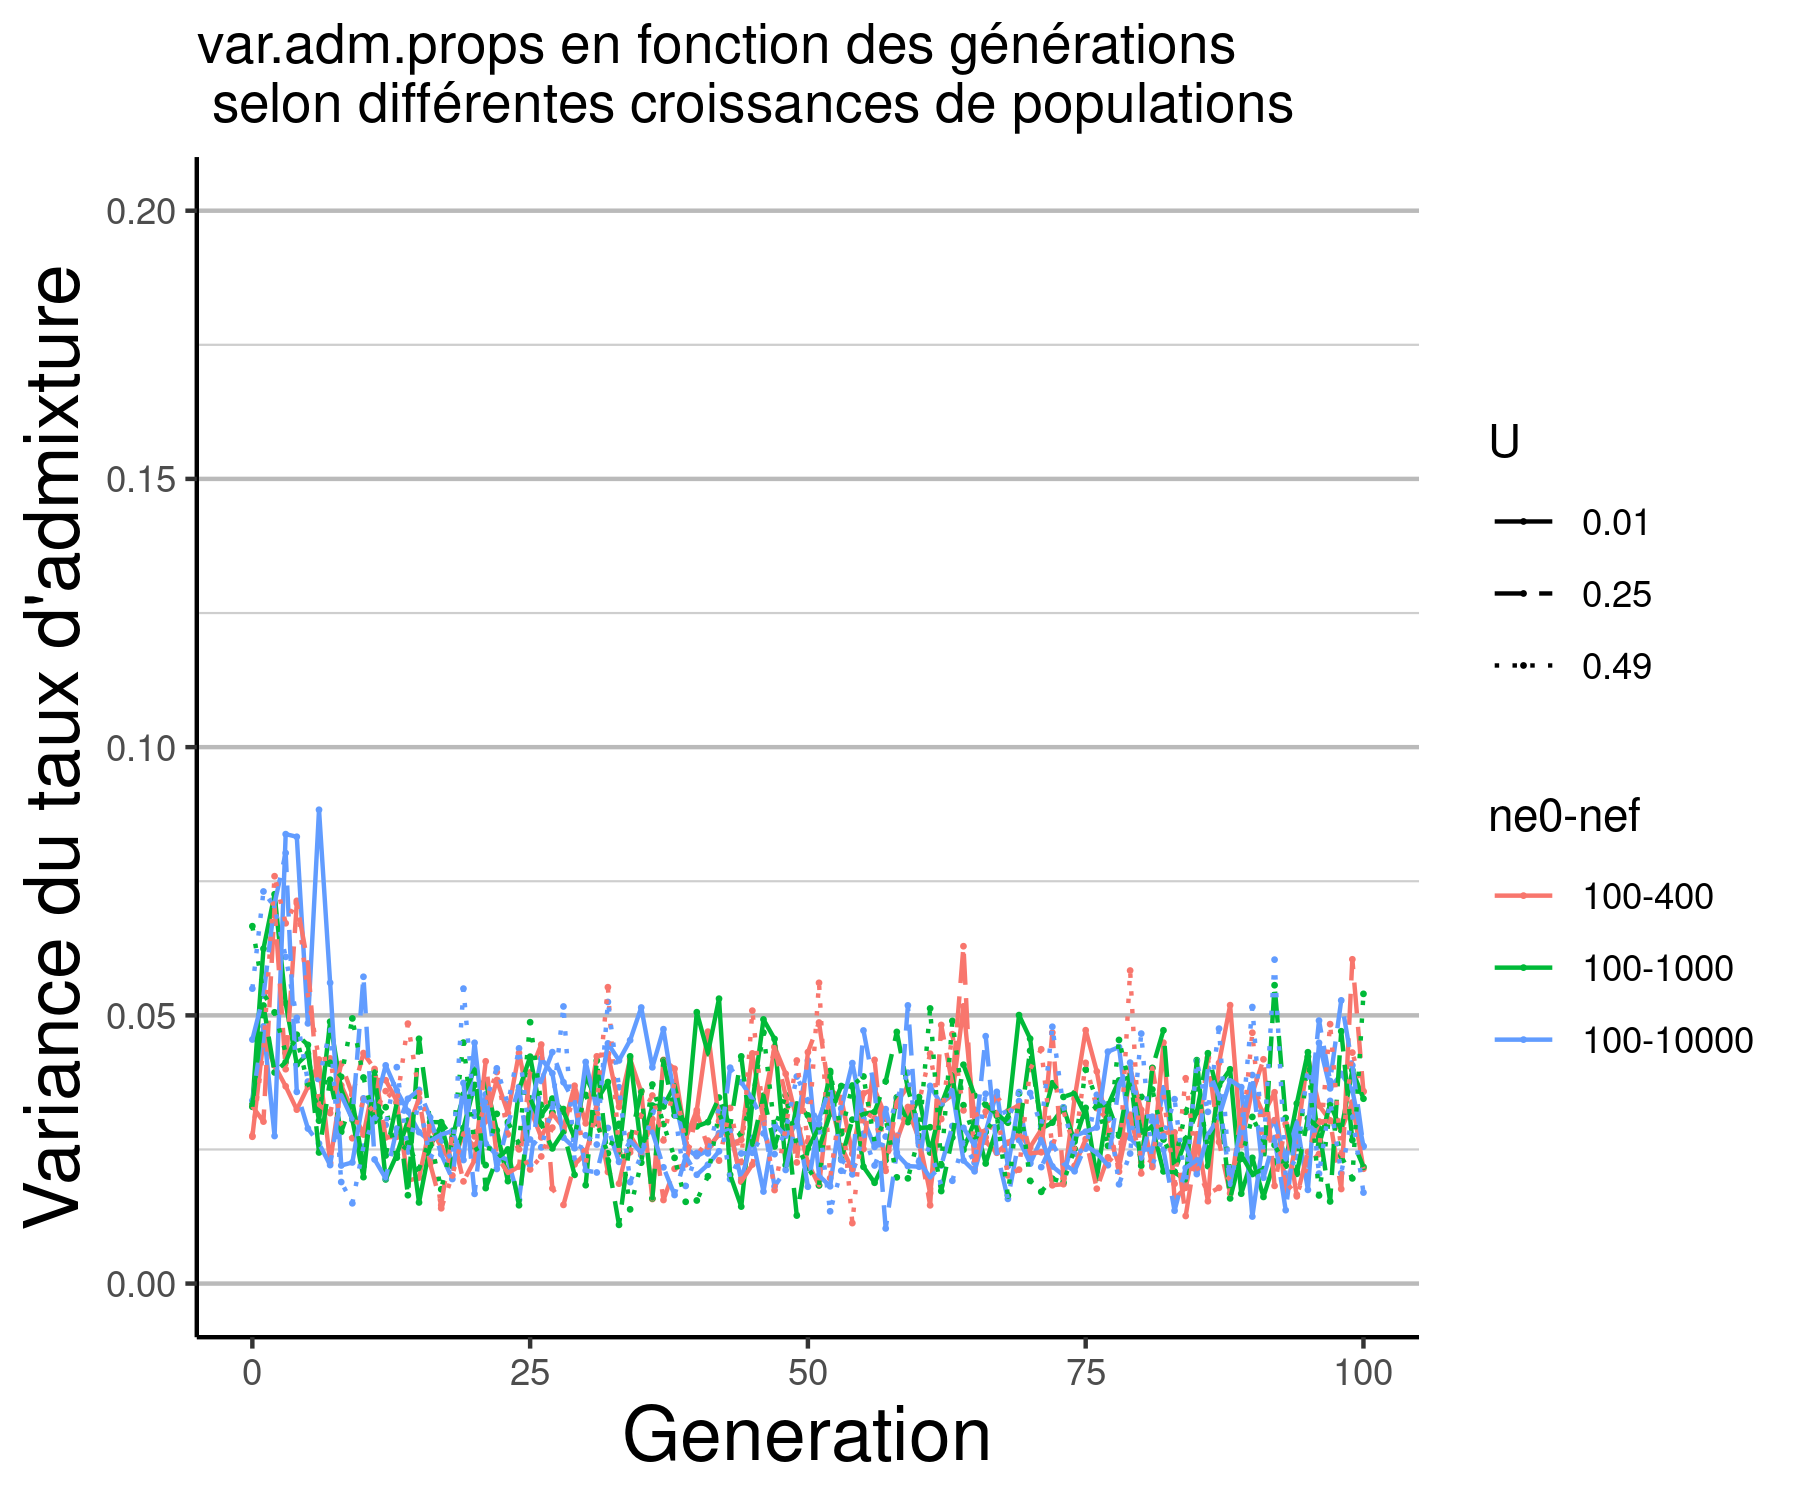 var.adm.props en fonction des générations
selon différentes croissances de populations
Variance du taux d'admixture
0.20
0.15
0.10
0.05
0.00
0
25
50
75
100
Generation
U
0.01
0.25
0.49
ne0-nef
100-400
100-1000
100-10000